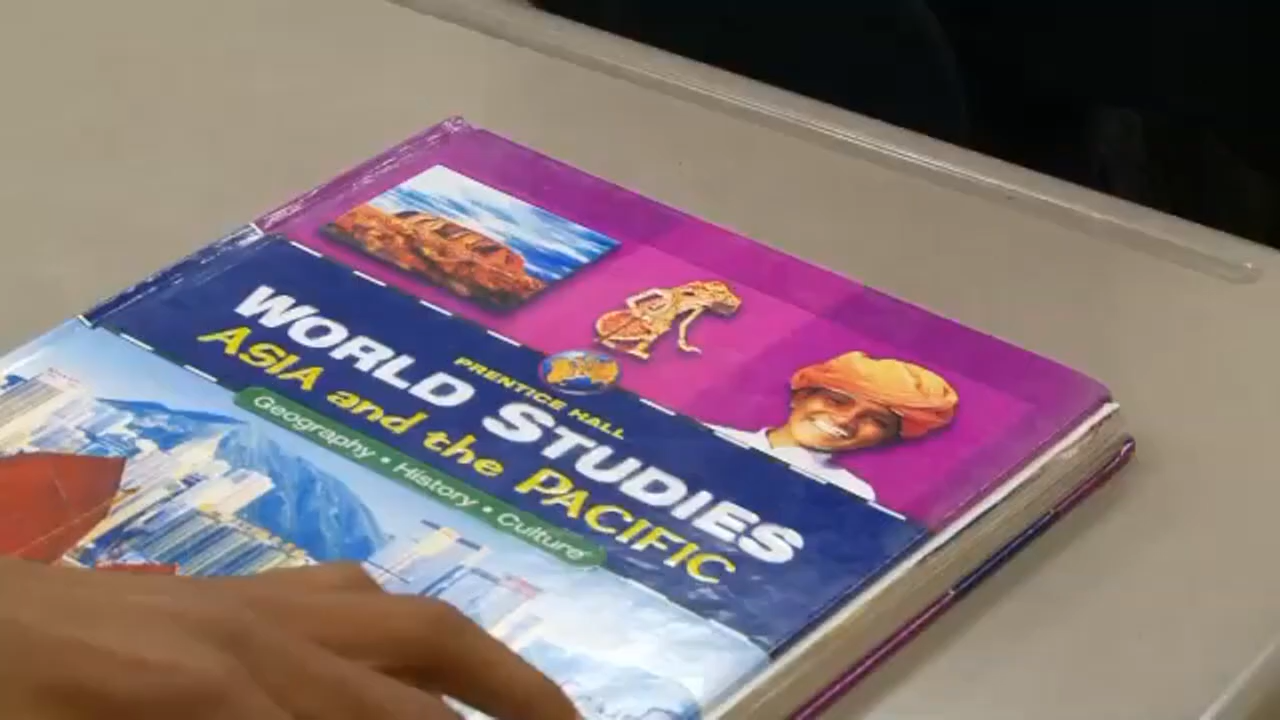 PRENTICE HALL
WORLD STUDIES
ASIA and the PACIFIC
Geography • History • Culture